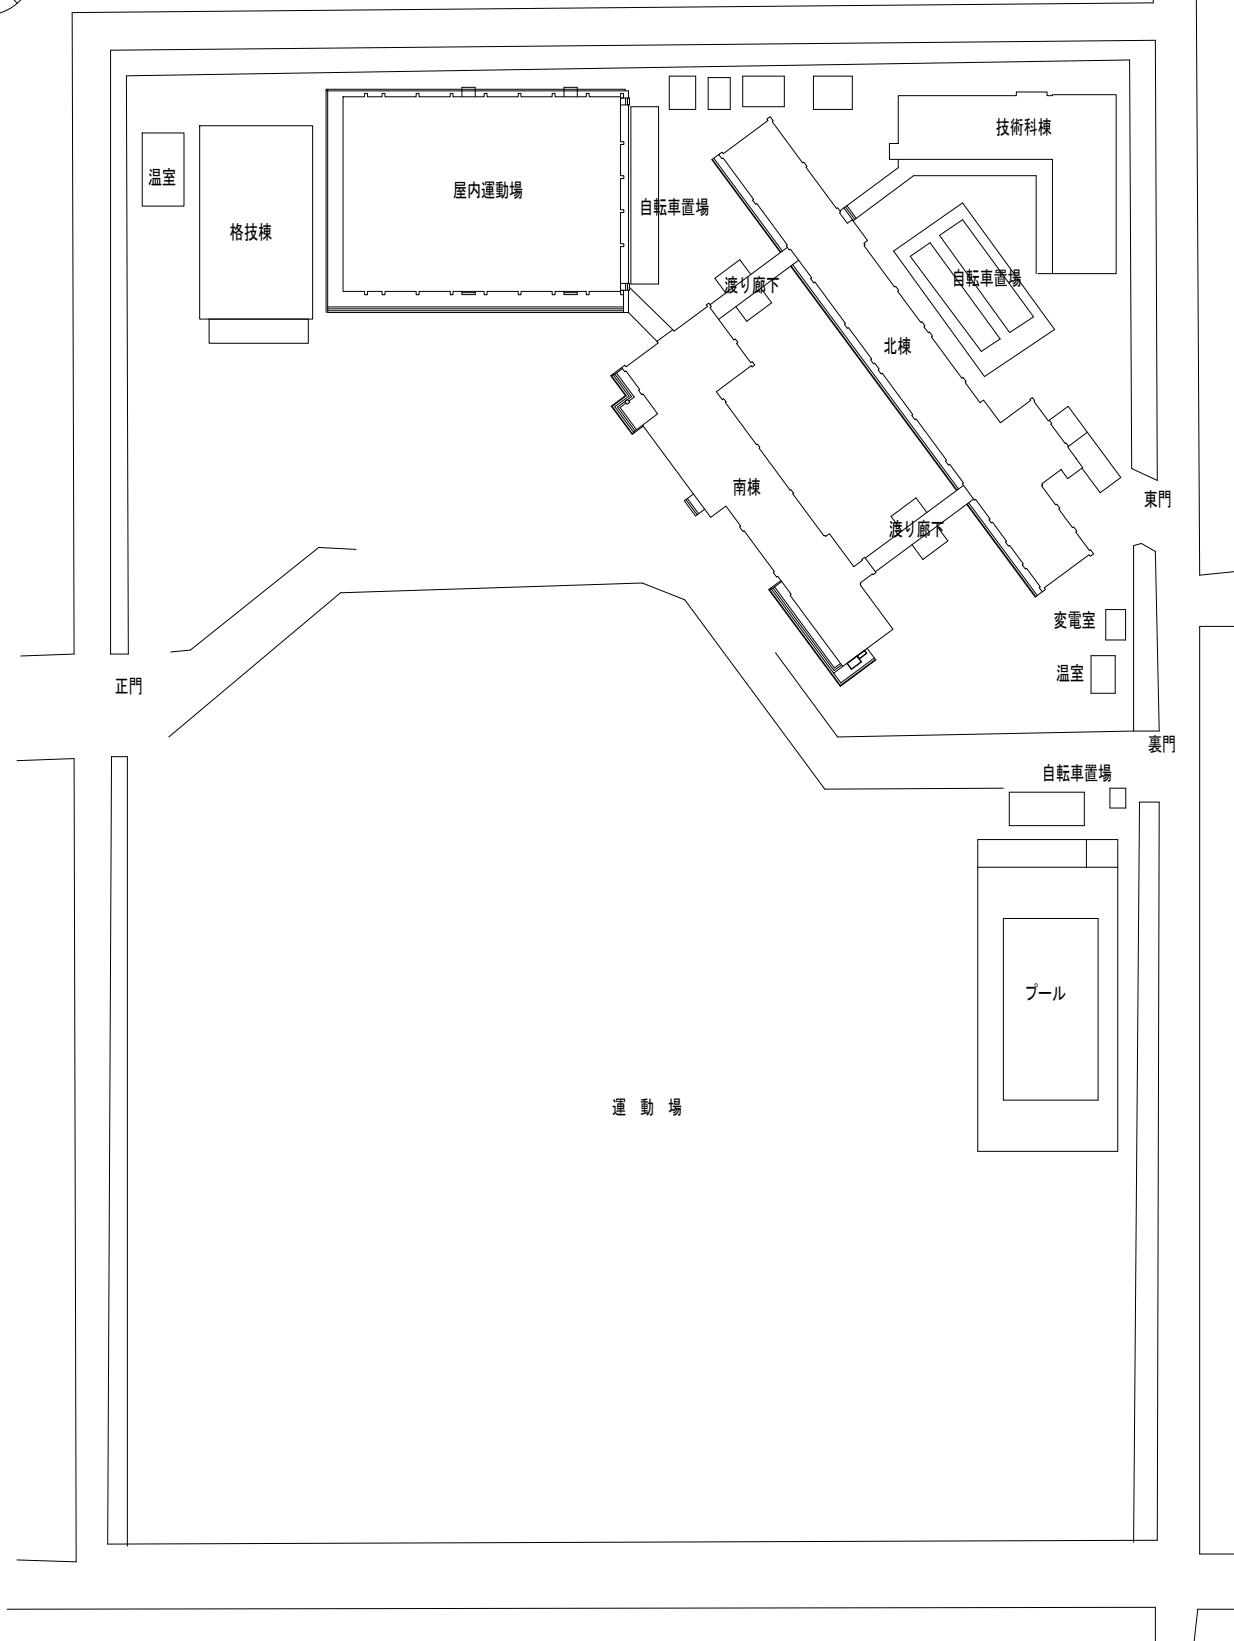 技術科棟
温室
屋内運動場
自転車置場
格技棟
自転車置場
渡り廊下
北棟
南棟
東門
渡り廊下
変電室
温室
正門
裏門
自転車置場
プール
運 動 場